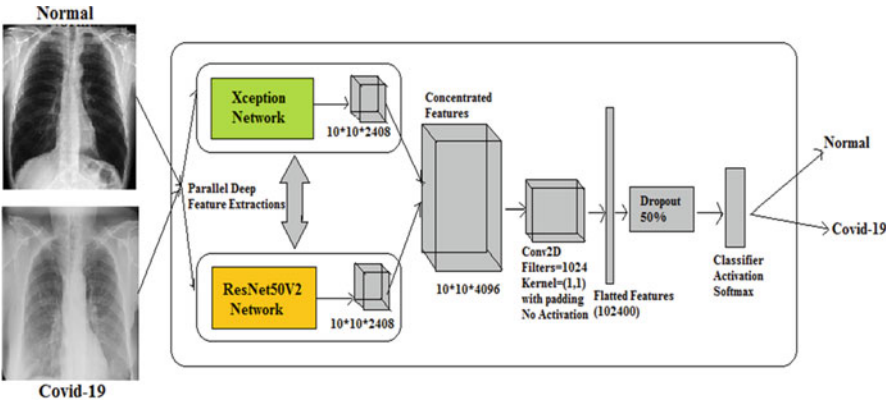 Normal
Covid-19
Parallel Deep
Feature Extractions
Xception
Network
10*10*2408
ResNet50V2
Network
10*10*2408
Concentrated
Features
10*10*4096
Conv2D
Filters=1024
Kernel=(1,1)
with padding
No Activation
Flatted Features
(102400)
Dropout
50%
Classifier
Activation
Softmax
Normal
Covid-19